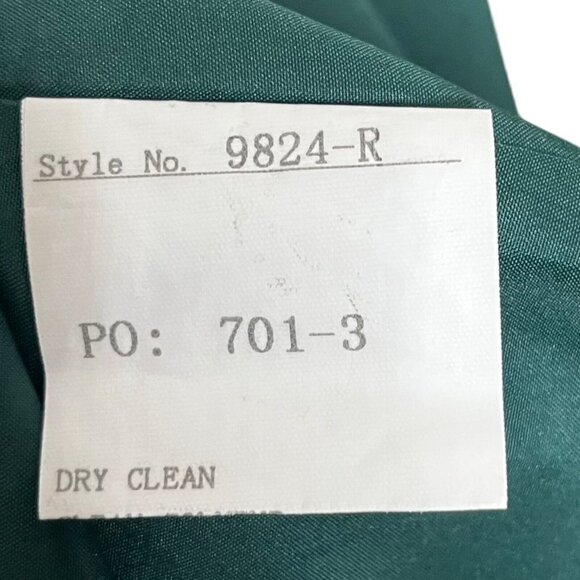 Style No. 9824-R
PO: 701-3
DRY CLEAN